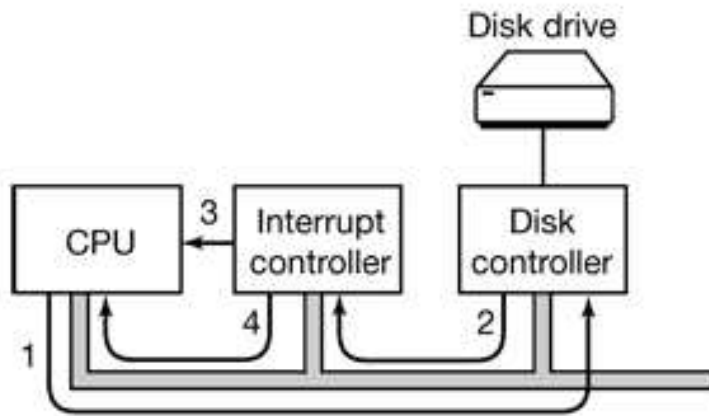 Disk drive
CPU
3
Interrupt
controller
Disk
controller
1
4
2